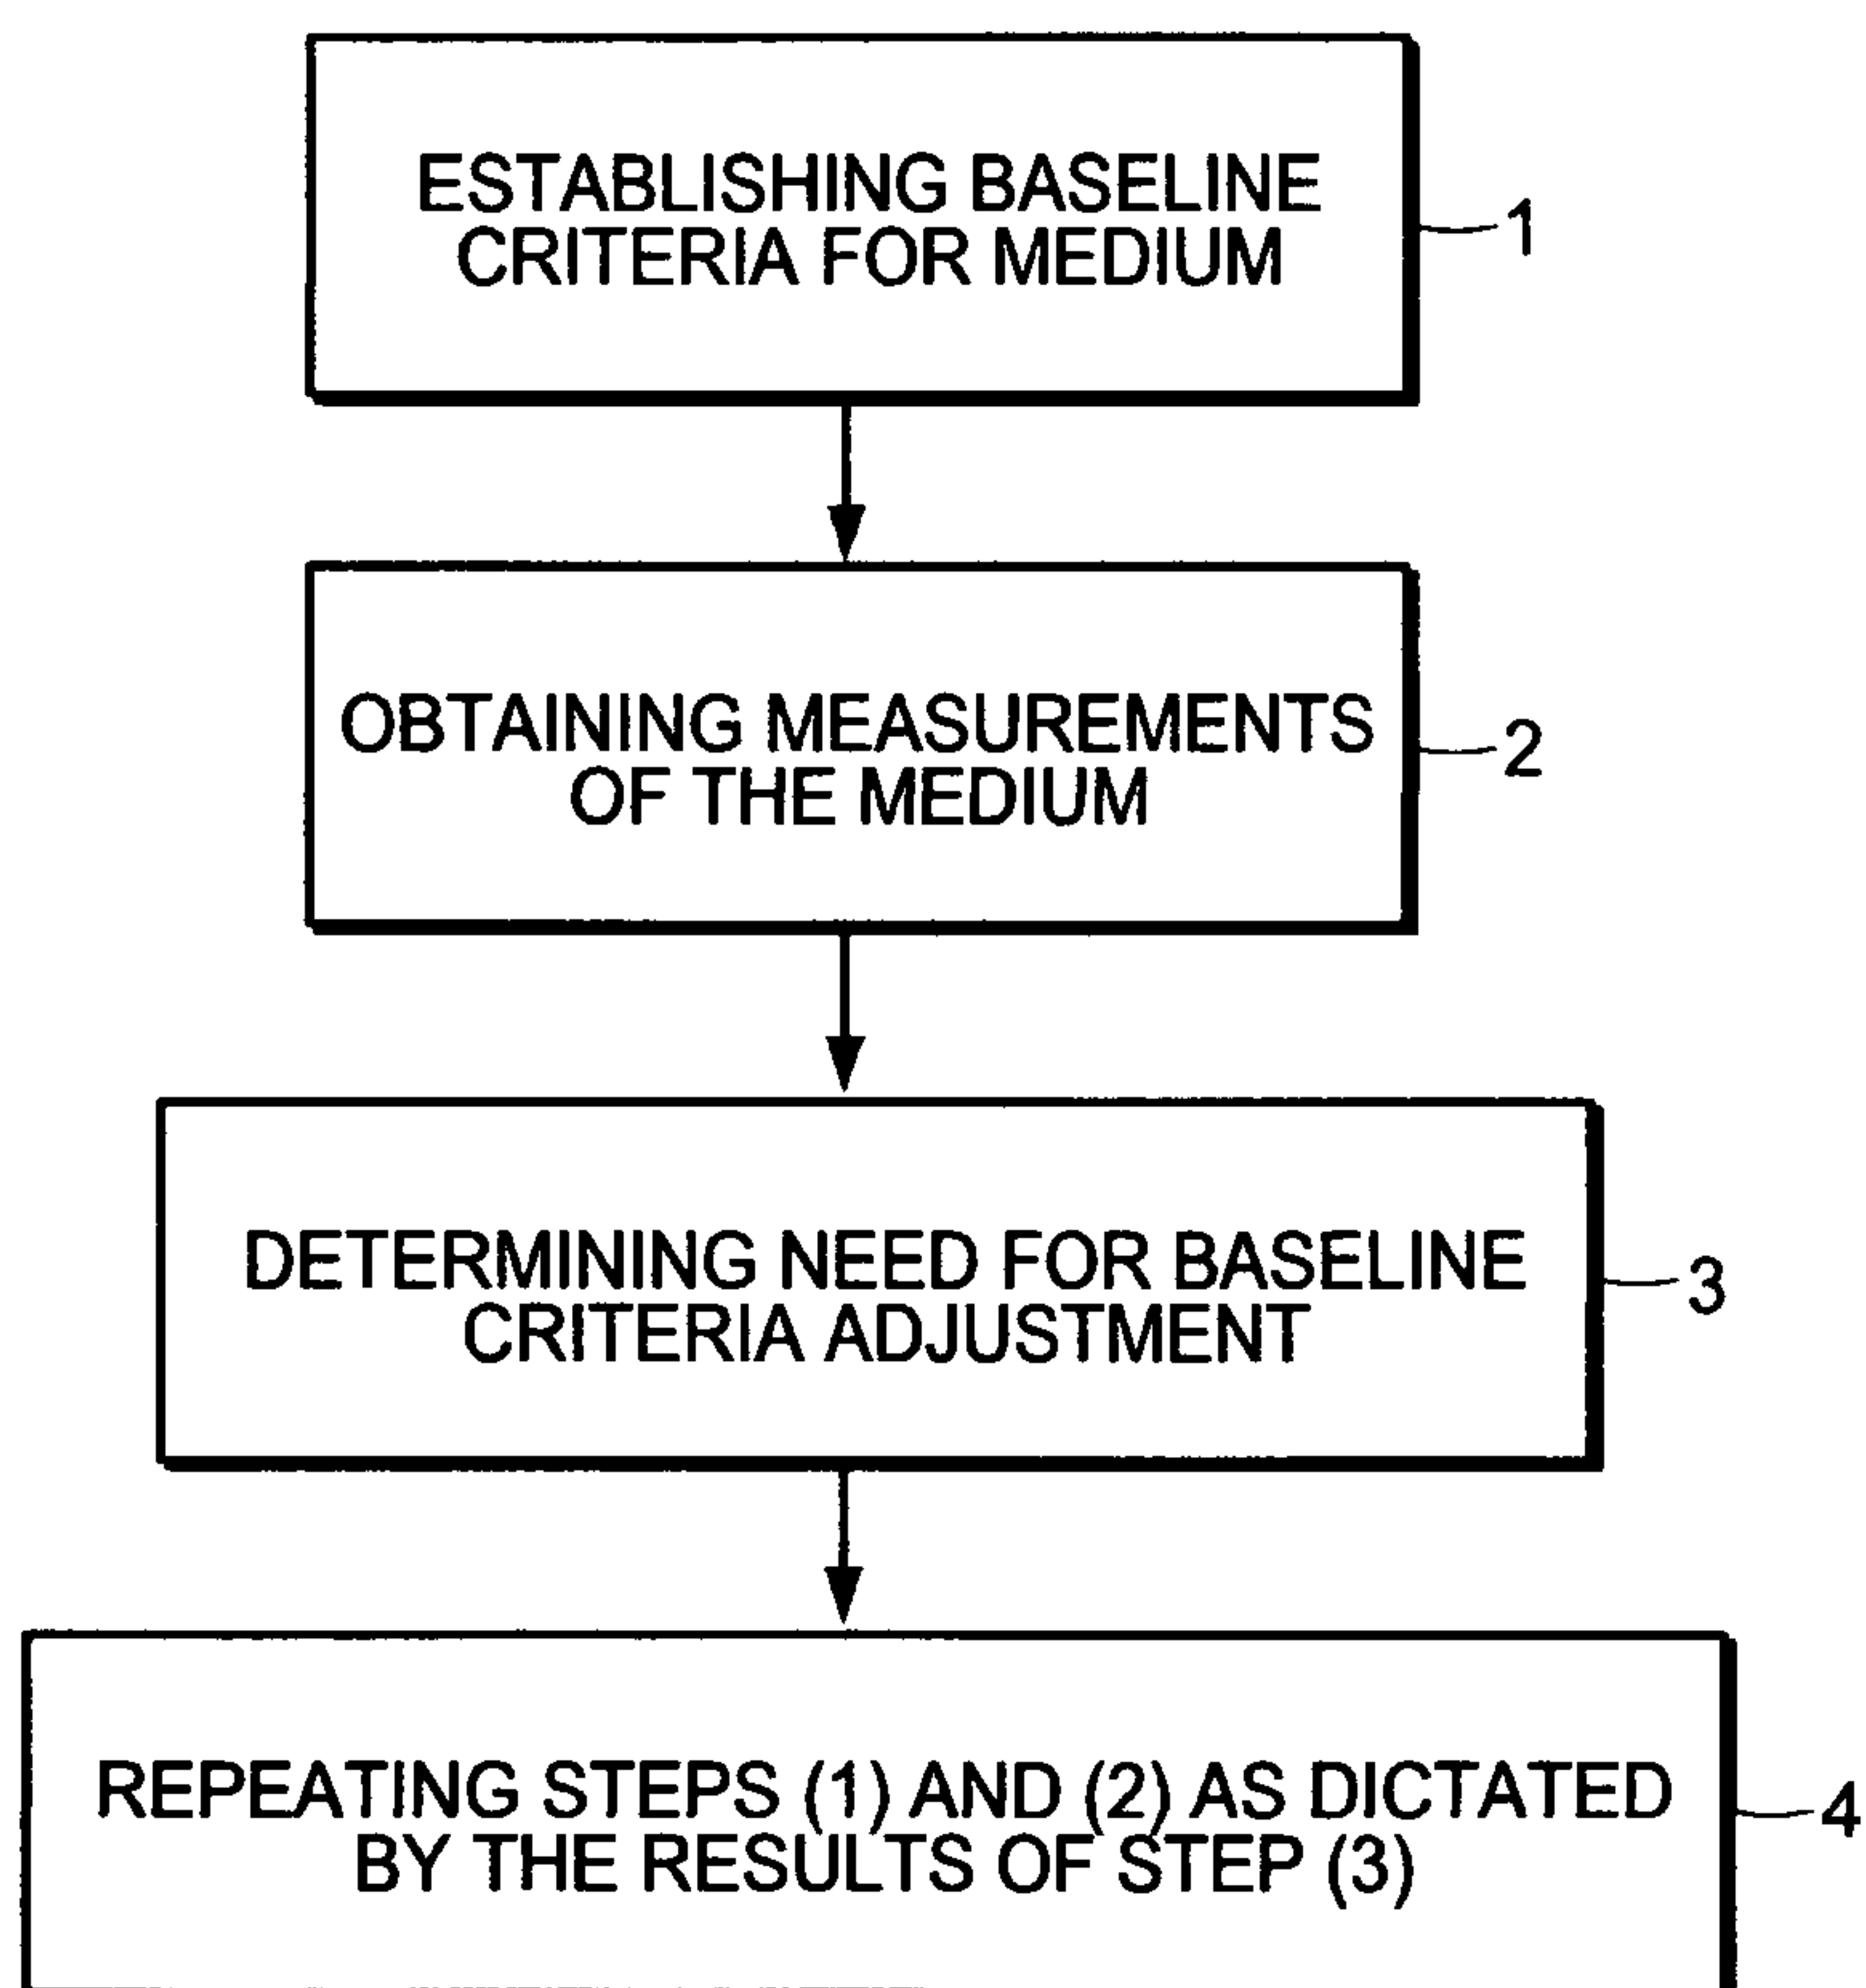 ESTABLISHING BASELINE
CRITERIA FOR MEDIUM
1
OBTAINING MEASUREMENTS
OF THE MEDIUM
2
DETERMINING NEED FOR BASELINE
CRITERIA ADJUSTMENT
3
REPEATING STEPS (1) AND (2) AS DICTATED
BY THE RESULTS OF STEP (3)
4